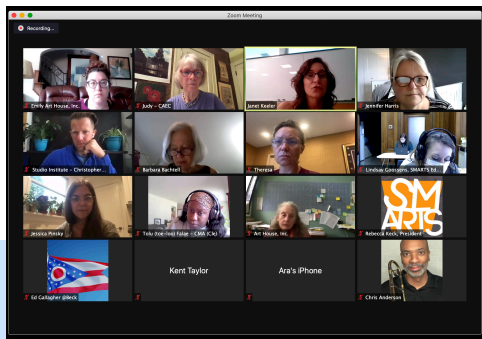 Zoom Meeting
Recording...
Emily Art House, Inc.
Judy - CAEC
Janet Keeler
Jennifer Harris
Studio Institute - Christopher...
Barbara Bachtell
Theresa
Lindsay Goossens, SMARTS Ed...
Jessica Pinsky
Tolu (toe-loo) Falae - CMA (Cle)
Art House, Inc.
SM
ARTS
Rebecca Keck, President
Ed Gallagher @Beck
Kent Taylor
Ara's iPhone
Chris Anderson